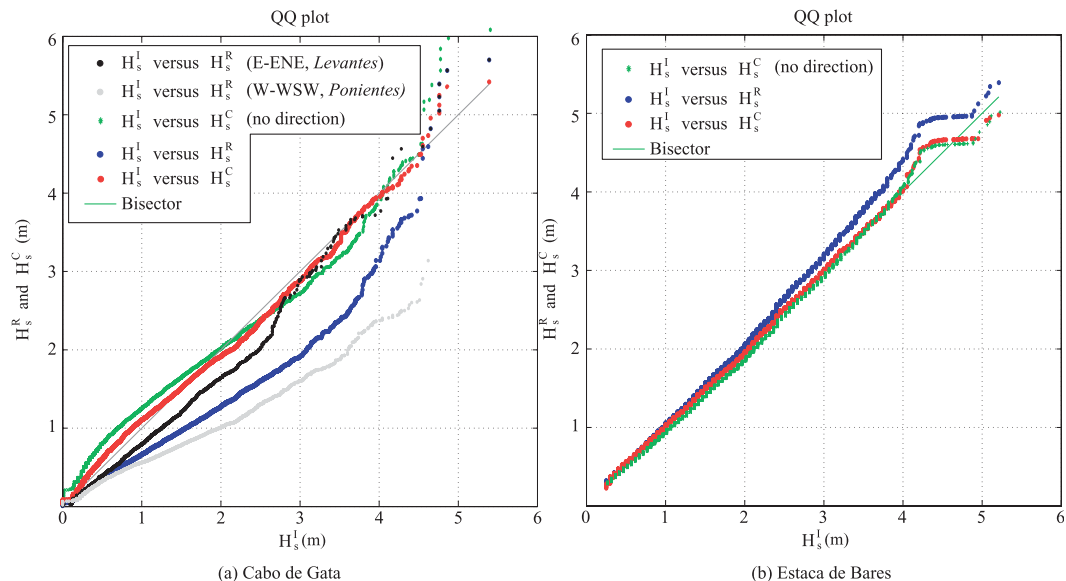 QQ plot
6
5
4
3
2
1
H_s^R and H_s^C (m)
H_s^I versus H_s^R (E-ENE, Levantes)
H_s^I versus H_s^R (W-WSW, Ponientes)
H_s^I versus H_s^C (no direction)
H_s^I versus H_s^R
H_s^I versus H_s^C
Bisector
0 1 2 3 4 5 6
H_s^I (m)
(a) Cabo de Gata
QQ plot
6
5
4
3
2
1
H_s^R and H_s^C (m)
H_s^I versus H_s^C (no direction)
H_s^I versus H_s^R
H_s^I versus H_s^C
Bisector
0 1 2 3 4 5 6
H_s^I (m)
(b) Estaca de Bares